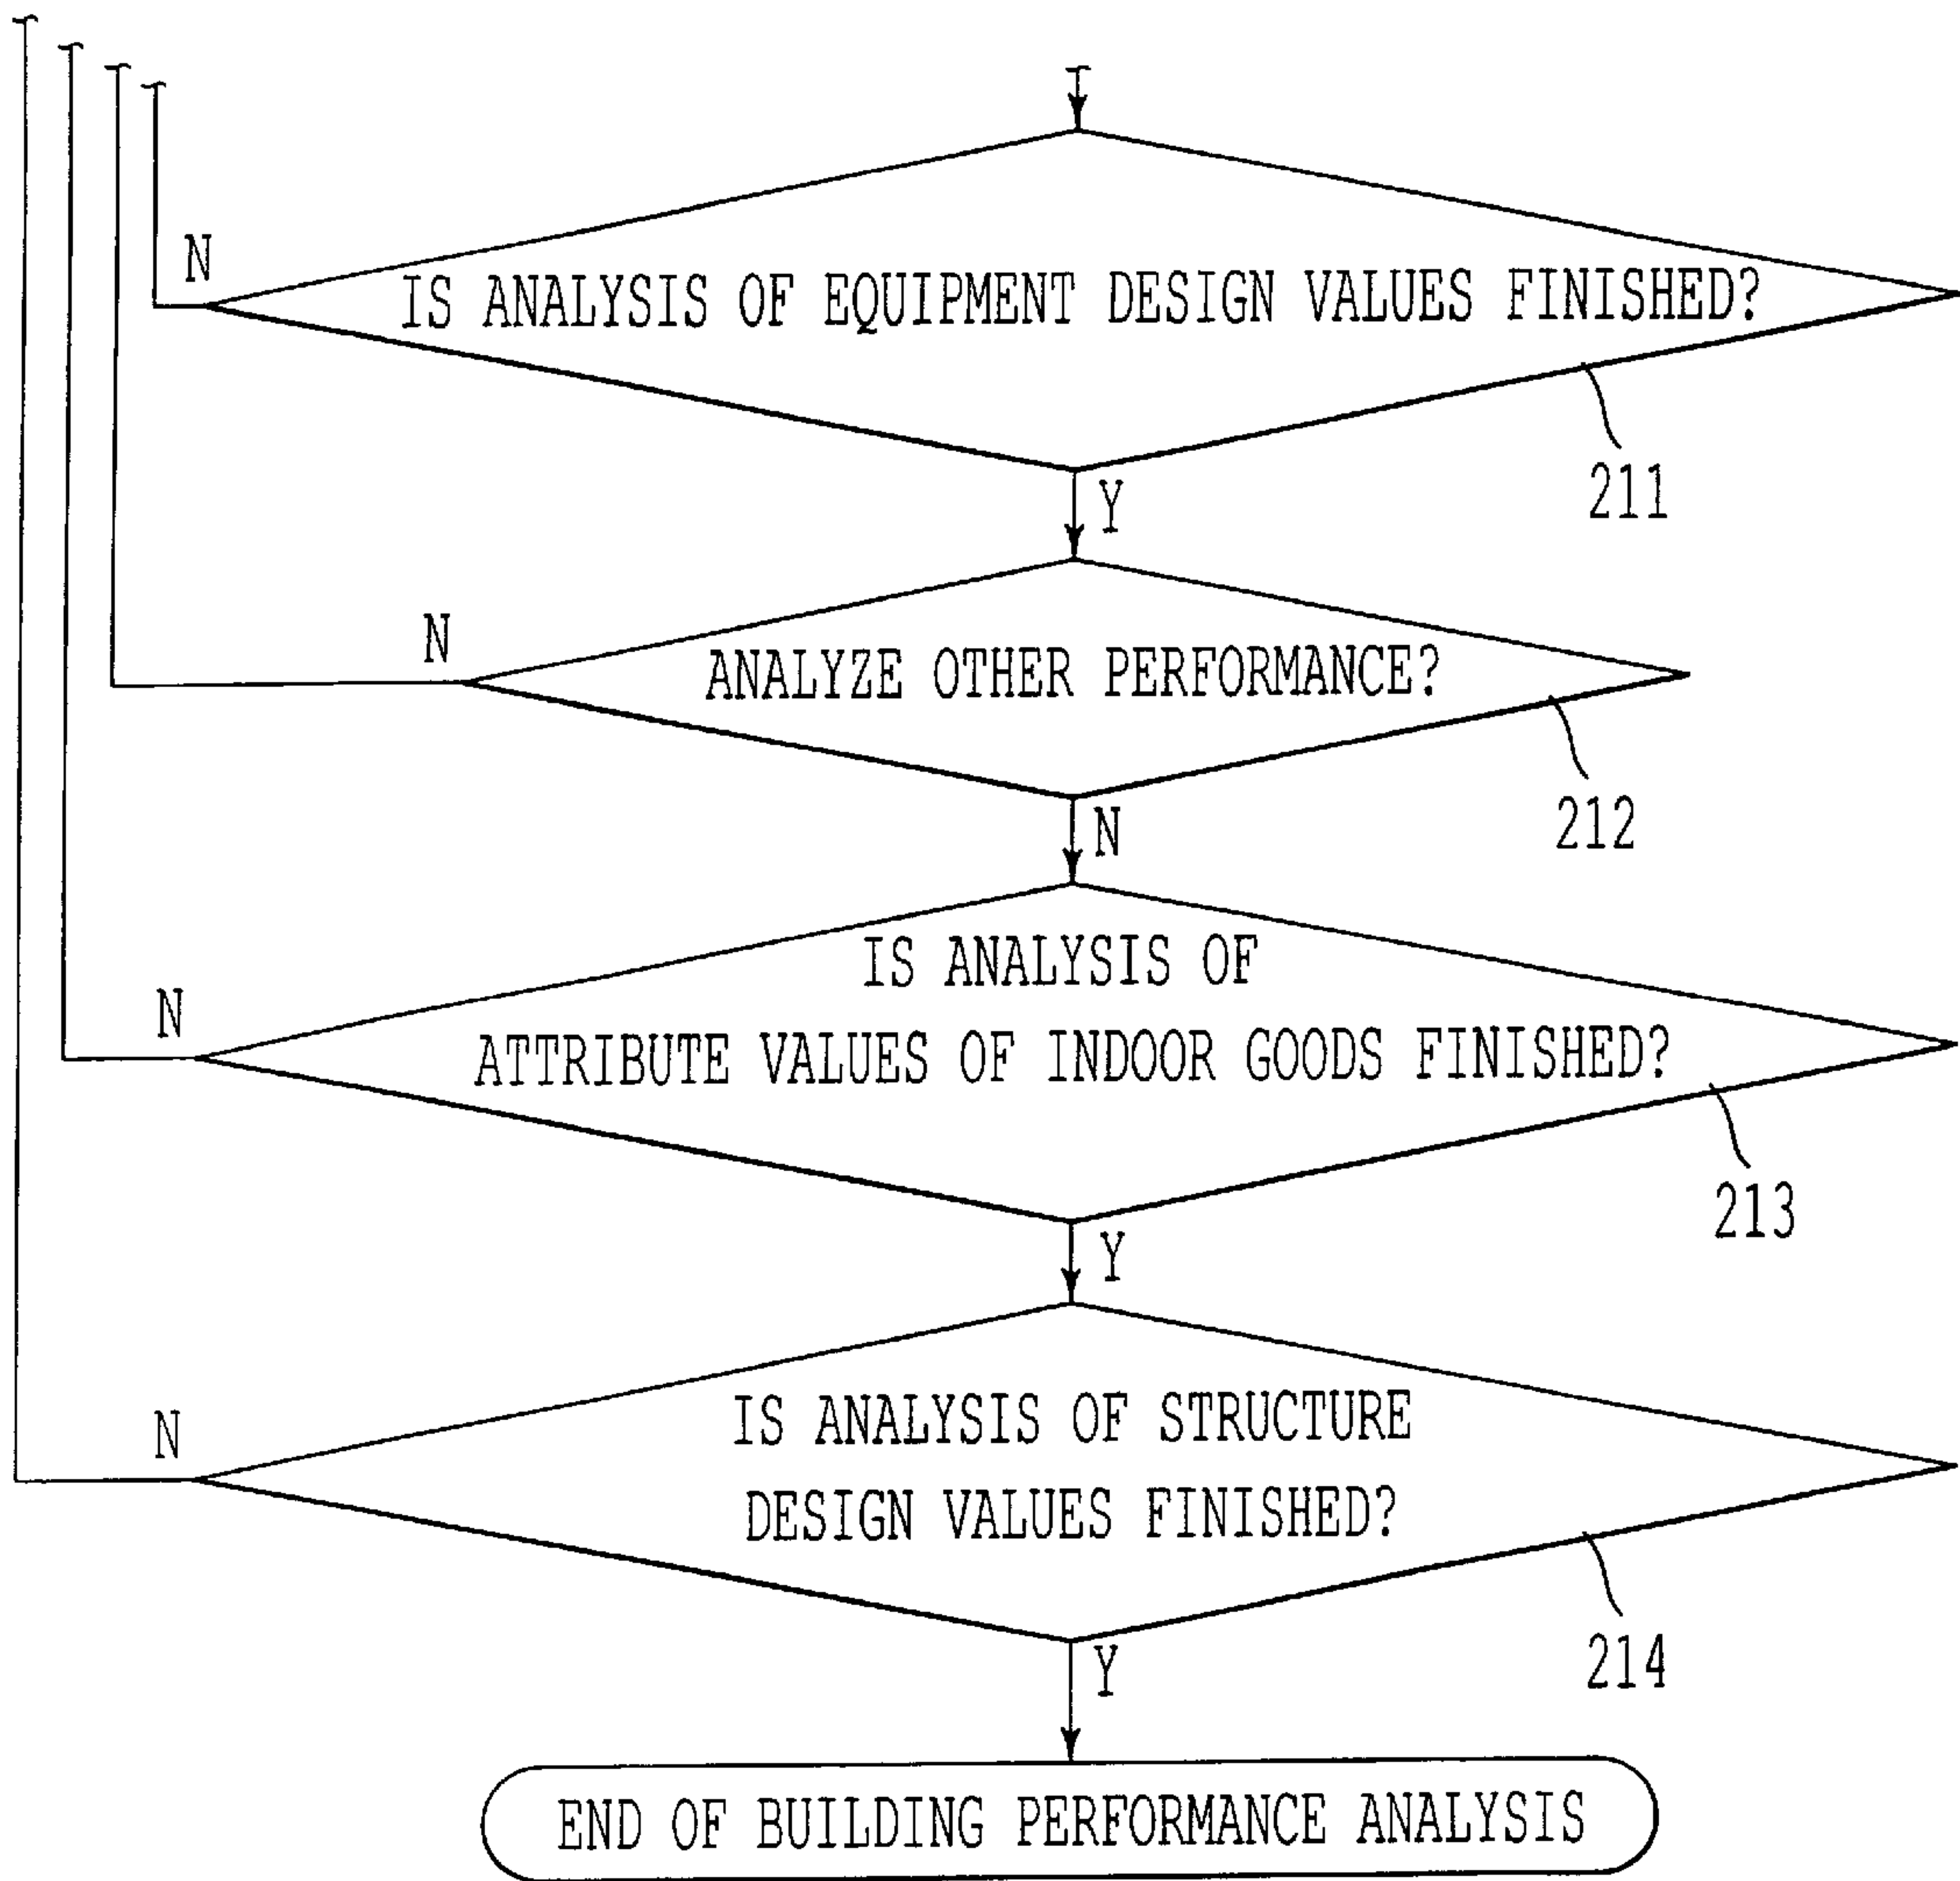 N
IS ANALYSIS OF EQUIPMENT DESIGN VALUES FINISHED?
211
Y
N
ANALYZE OTHER PERFORMANCE?
212
N
IS ANALYSIS OF
N
ATTRIBUTE VALUES OF INDOOR GOODS FINISHED?
213
Y
IS ANALYSIS OF STRUCTURE
N
DESIGN VALUES FINISHED?
214
Y
END OF BUILDING PERFORMANCE ANALYSIS